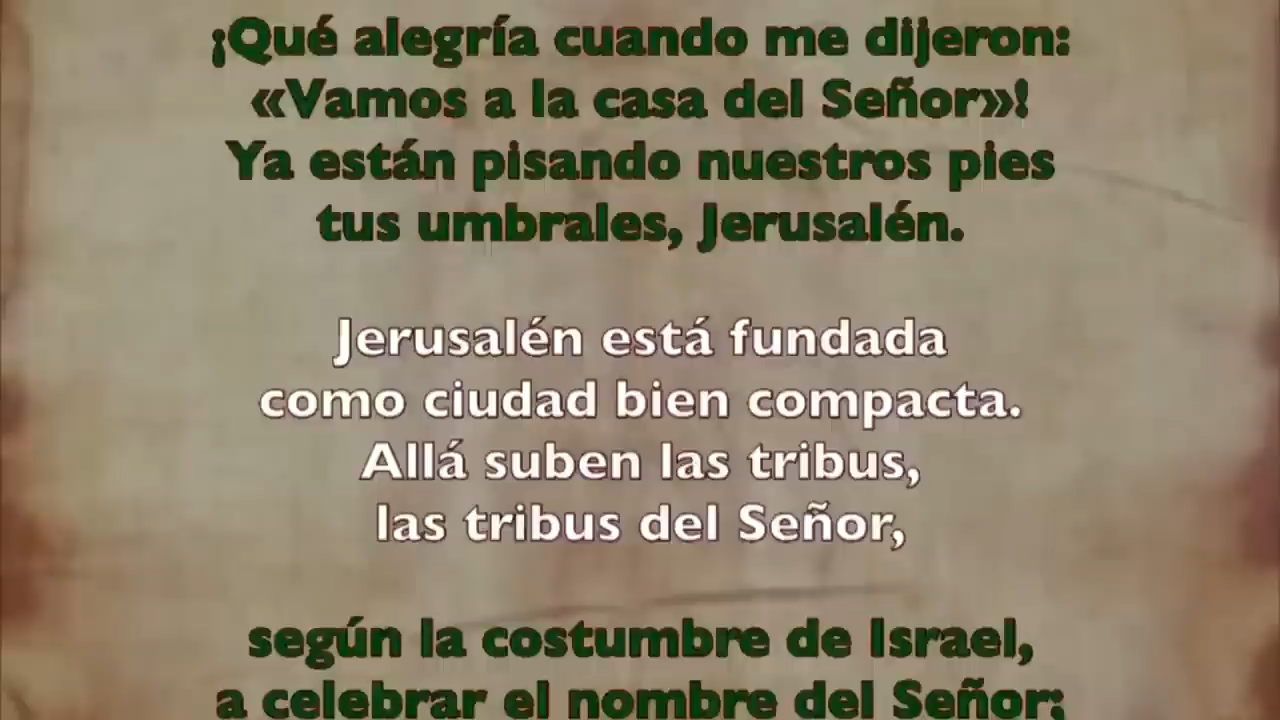 ¡Qué alegría cuando me dijeron:
«Vamos a la casa del Señor»!
Ya están pisando nuestros pies
tus umbrales, Jerusalén.
Jerusalén está fundada
como ciudad bien compacta.
Allá suben las tribus,
las tribus del Señor,
según la costumbre de Israel,
a celebrar el nombre del Señor;